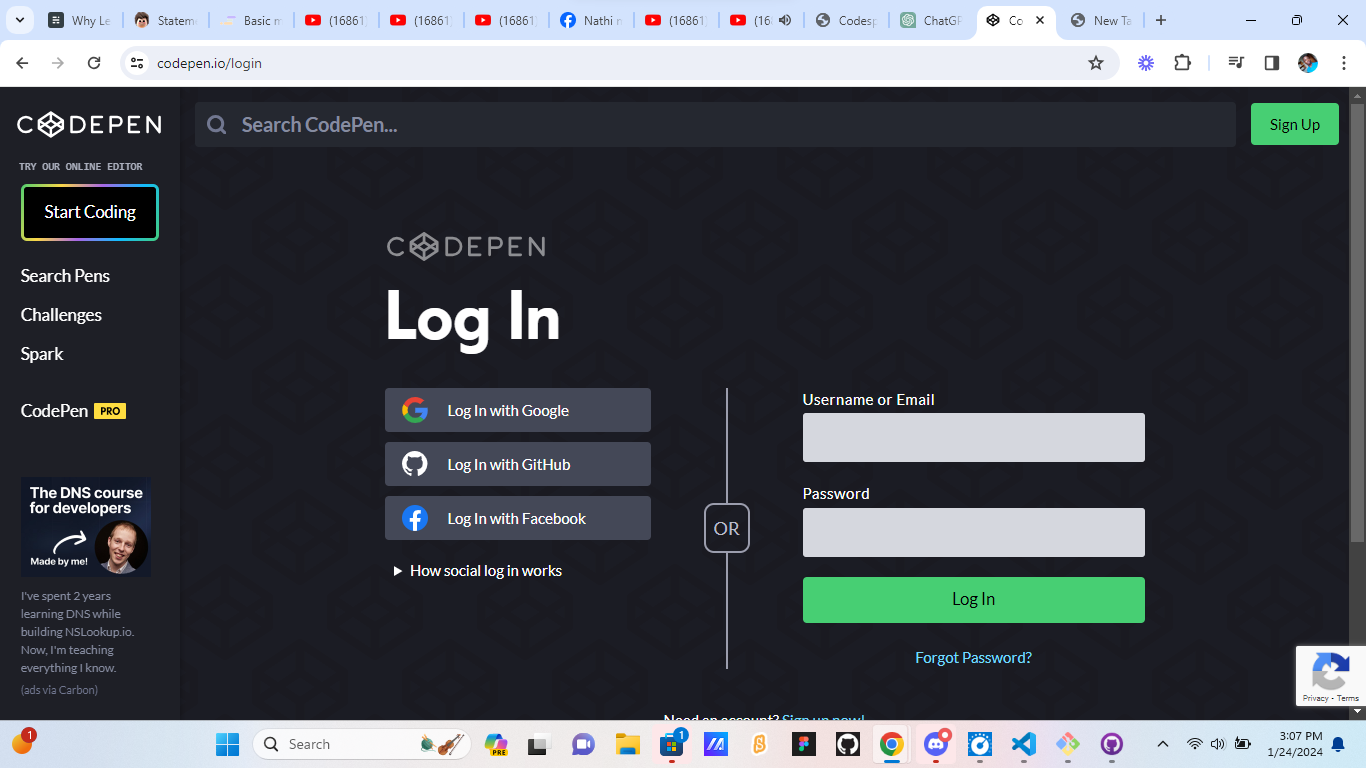 Why Le
Statem
Basic m
(16861
(16861
(16861
Nathi n
(16861
(16
Codesp
ChatGP
Co
New Ta
codepen.io/login
CODEPEN
Search CodePen...
Sign Up
TRY OUR ONLINE EDITOR
Start Coding
Search Pens
Challenges
Spark
CodePen PRO
The DNS course
for developers
Made by me!
I've spent 2 years
learning DNS while
building NSLookup.io.
Now, I'm teaching
everything I know.
(ads via Carbon)
CODEPEN
Log In
Log In with Google
Log In with GitHub
Log In with Facebook
How social log in works
OR
Username or Email
Password
Log In
Forgot Password?
Need an account? Sign up now!
Privacy - Terms
1
Search
PRE
1
3:07 PM
1/24/2024